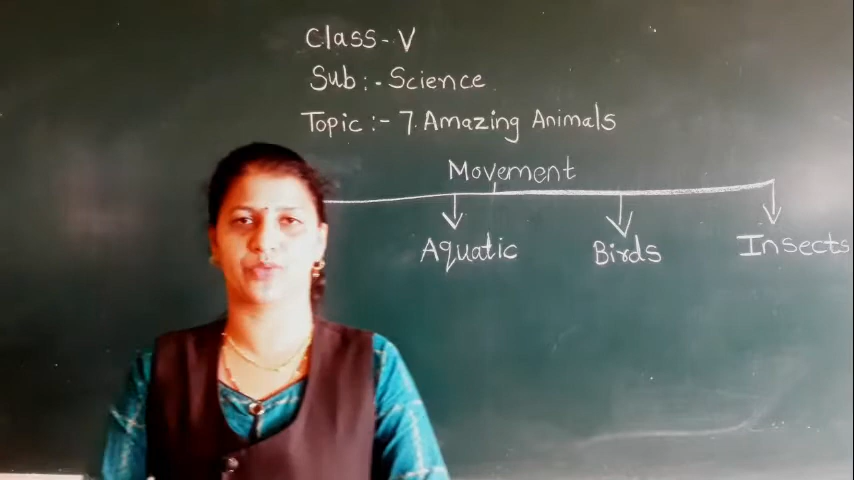 Class - V
Sub :- Science
Topic :- 7. Amazing Animals
Movement
Aquatic Birds Insects